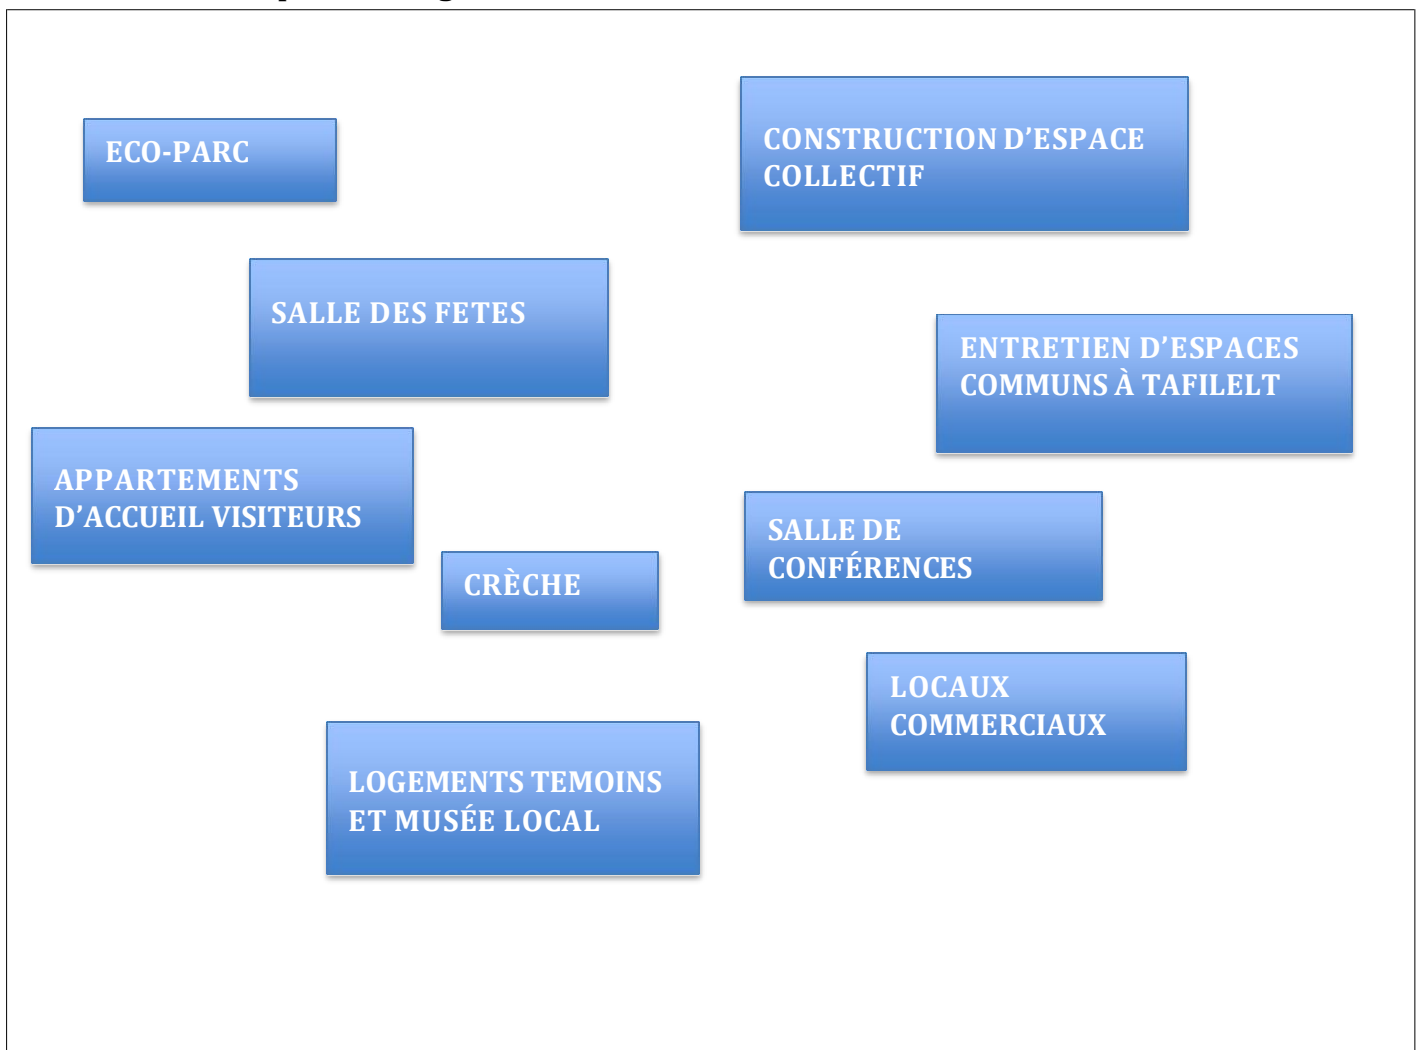 ECO-PARC
CONSTRUCTION D’ESPACE
COLLECTIF
SALLE DES FETES
ENTRETIEN D’ESPACES
COMMUNS À TAFILELT
APPARTEMENTS
D’ACCUEIL VISITEURS
SALLE DE
CONFÉRENCES
CRÈCHE
LOCAUX
COMMERCIAUX
LOGEMENTS TEMOINS
ET MUSÉE LOCAL